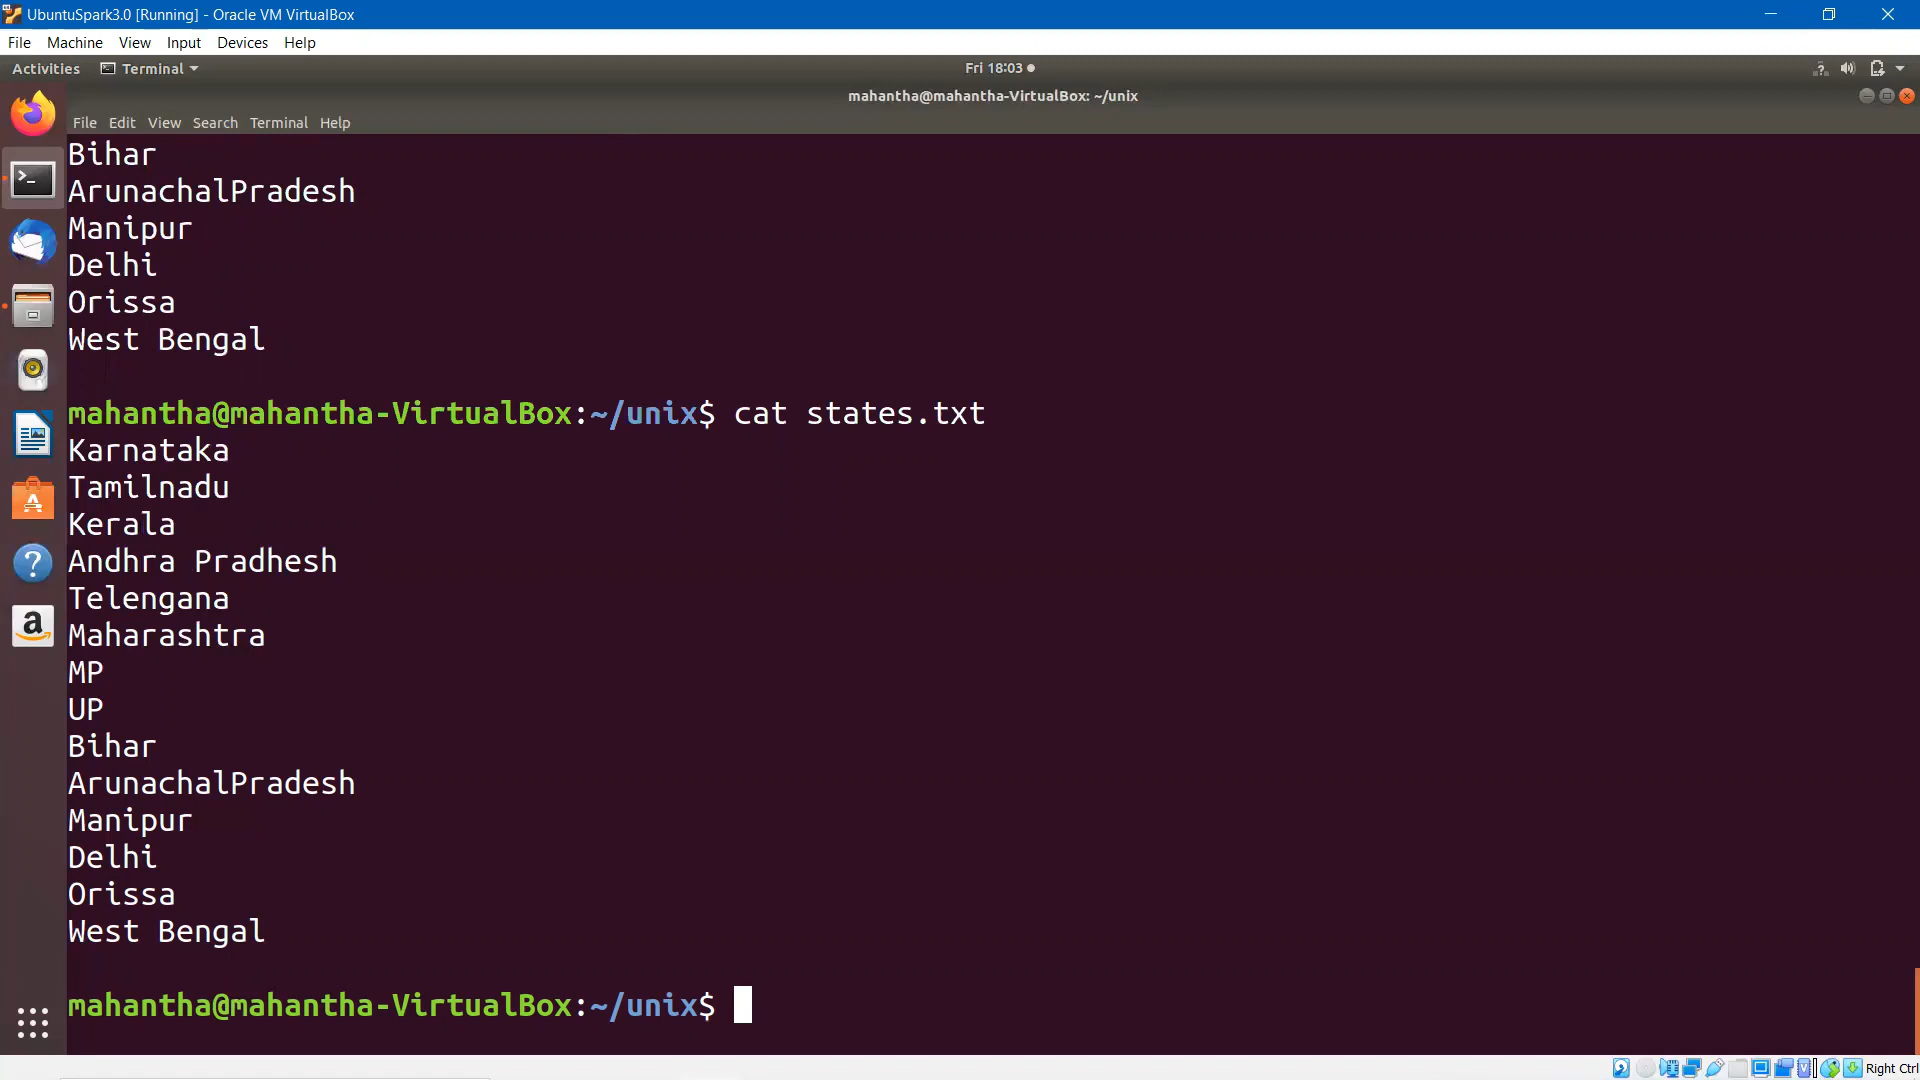 UbuntuSpark3.0 [Running] - Oracle VM VirtualBox
File Machine View Input Devices Help
Activities Terminal Fri 18:03
mahantha@mahantha-VirtualBox: ~/unix
File Edit View Search Terminal Help
Bihar
ArunachalPradesh
Manipur
Delhi
Orissa
West Bengal
mahantha@mahantha-VirtualBox:~/unix$ cat states.txt
Karnataka
Tamilnadu
Kerala
Andhra Pradhesh
Telengana
Maharashtra
MP
UP
Bihar
ArunachalPradesh
Manipur
Delhi
Orissa
West Bengal
mahantha@mahantha-VirtualBox:~/unix$
Right Ctrl